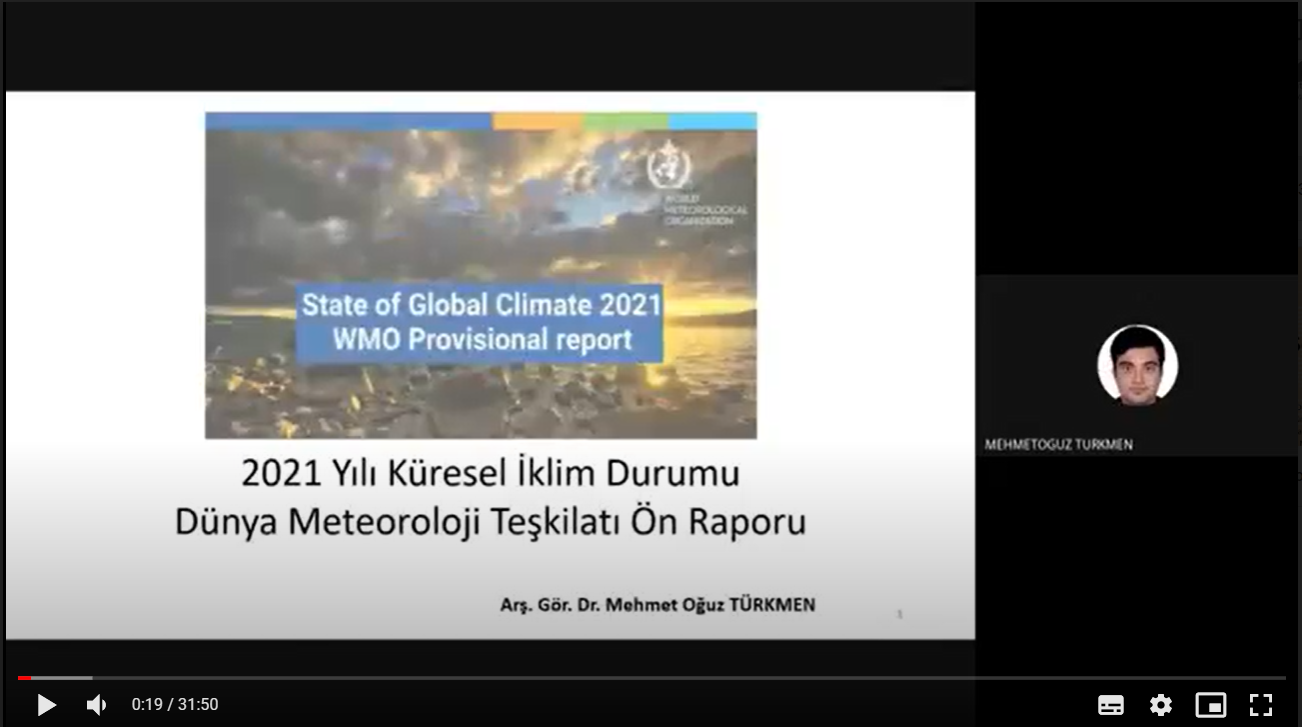 WORLD
METEOROLOGICAL
ORGANIZATION
State of Global Climate 2021
WMO Provisional report
2021 Yılı Küresel İklim Durumu
Dünya Meteoroloji Teşkilatı Ön Raporu
Arş. Gör. Dr. Mehmet Oğuz TÜRKMEN
1
MEHMETOGUZ TURKMEN
0:19 / 31:50